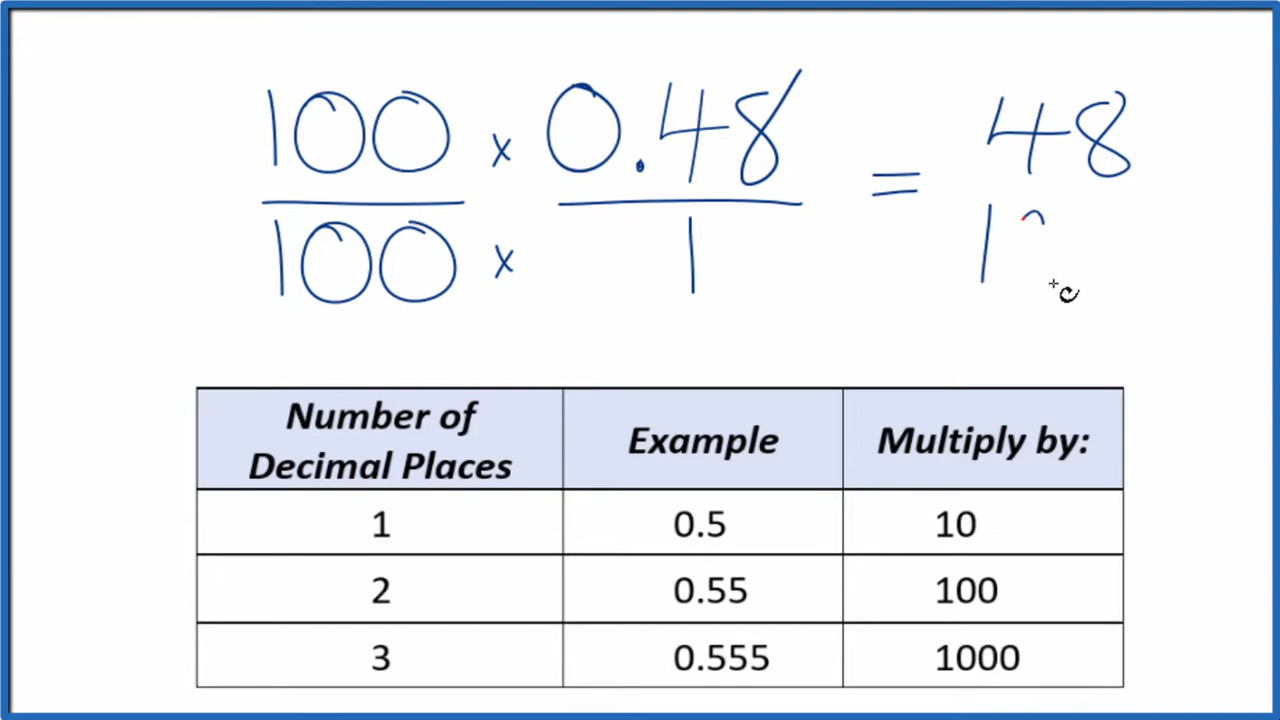 100 x 0.48 = 48
100 x 1 1
Number of Decimal Places Example Multiply by:
1 0.5 10
2 0.55 100
3 0.555 1000